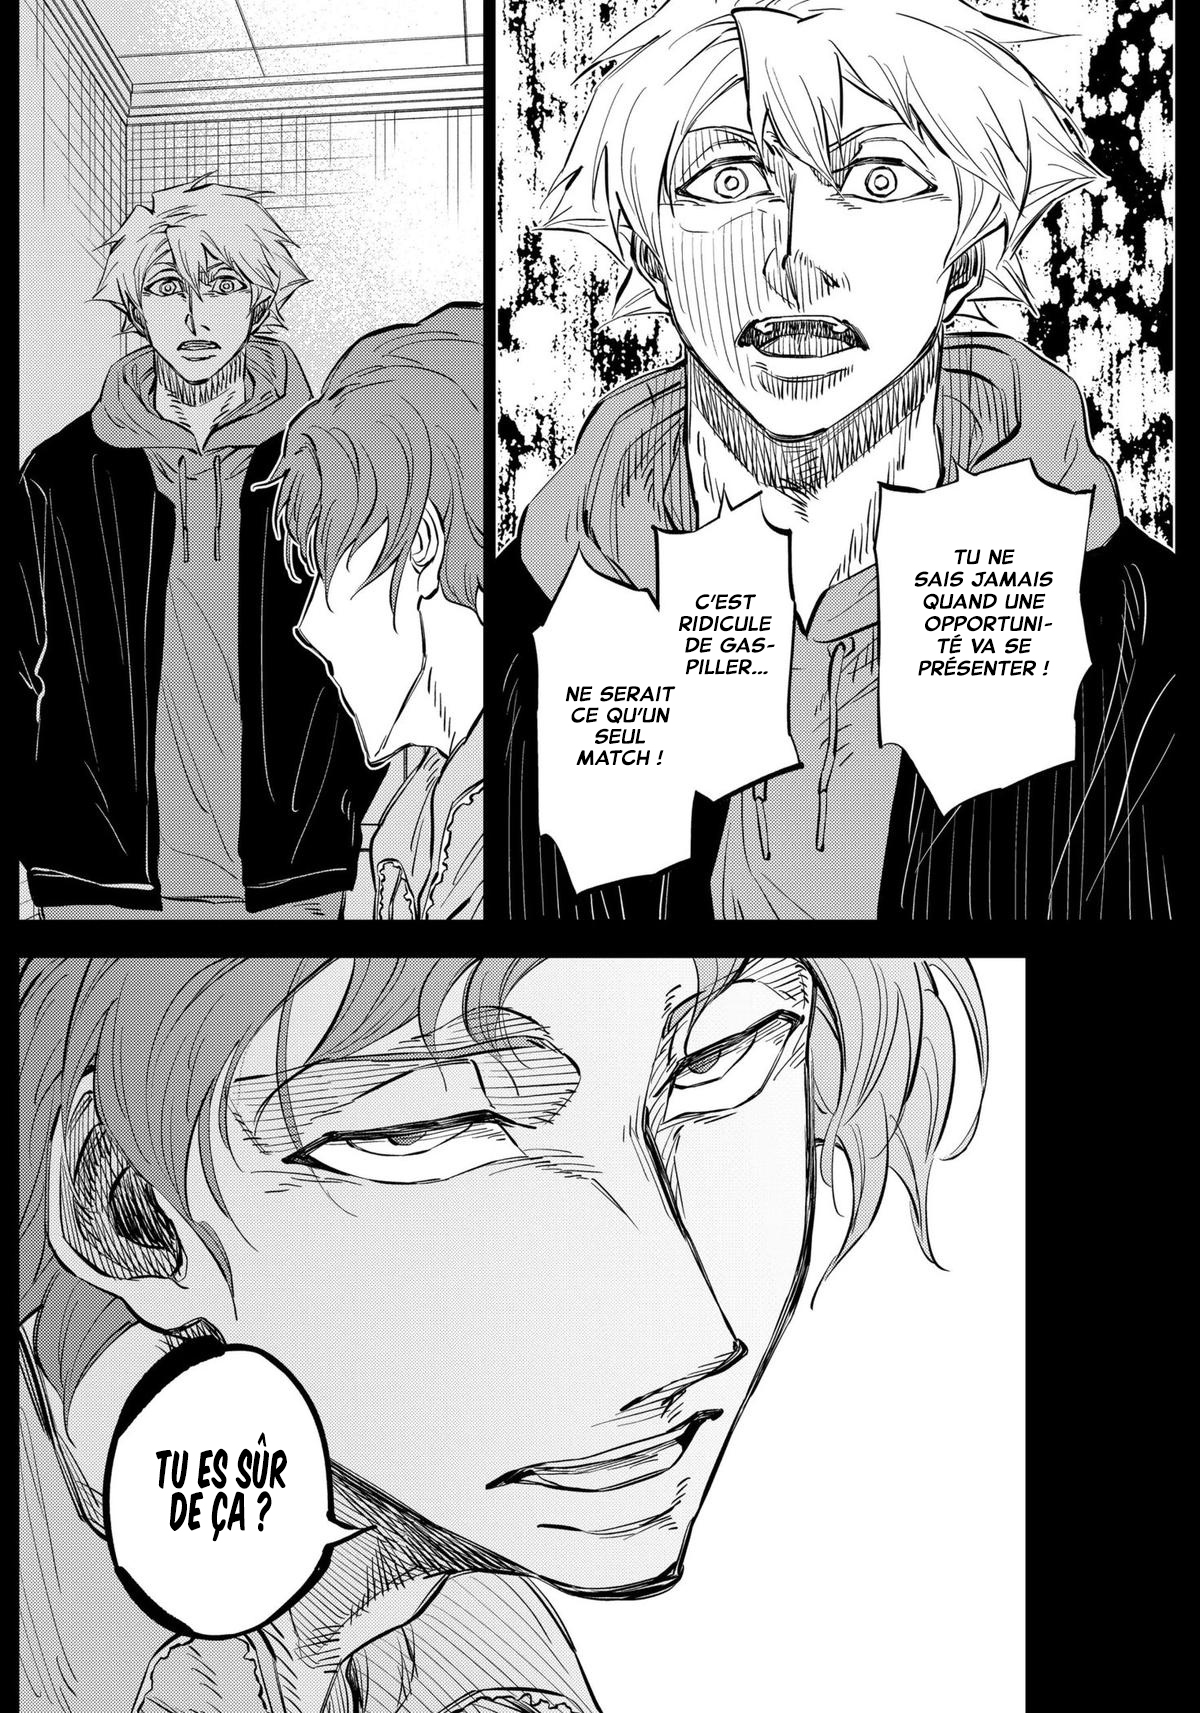 TU NE
SAIS JAMAIS
QUAND UNE
OPPORTUNI-
TÉ VA SE
PRÉSENTER !
C'EST
RIDICULE
DE GAS-
PILLER...
NE SERAIT
CE QU'UN
SEUL
MATCH !
TU ES SÛR
DE ÇA ?